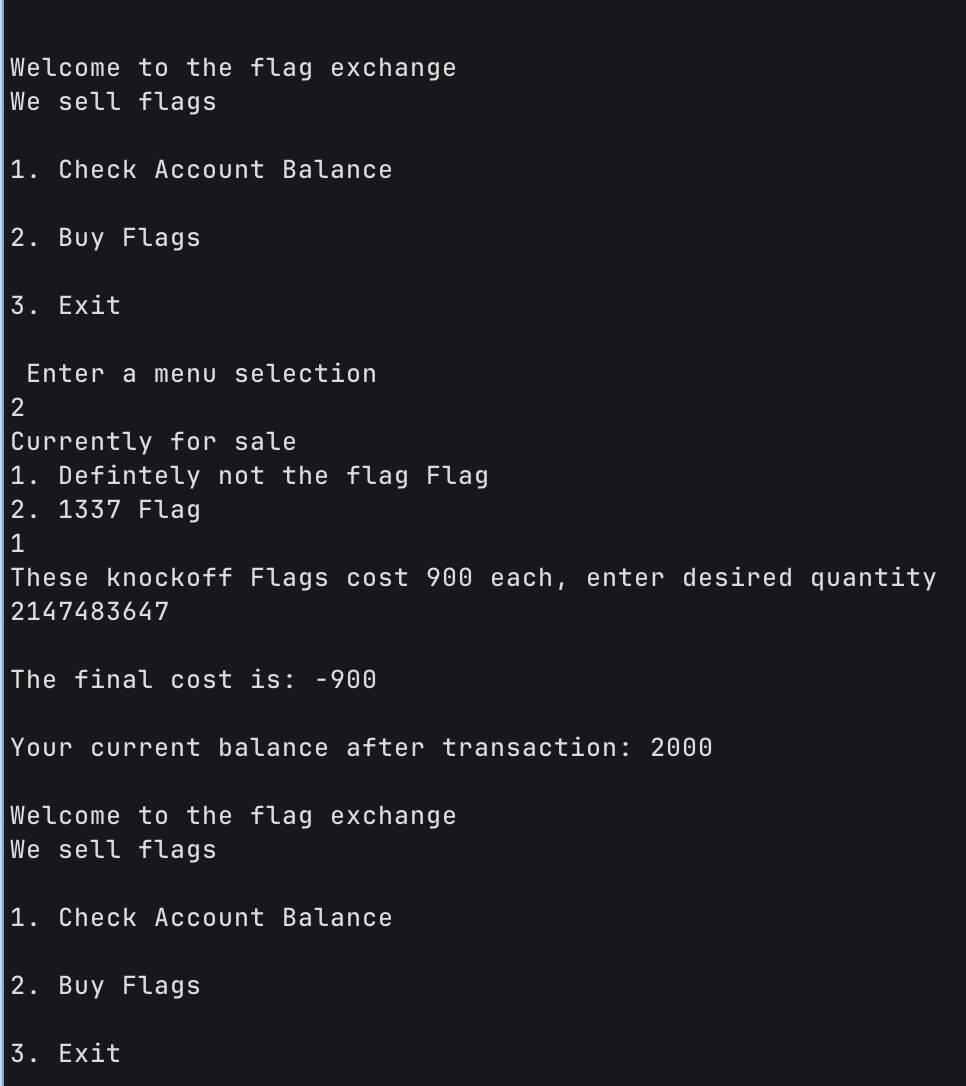 Welcome to the flag exchange
We sell flags
1. Check Account Balance
2. Buy Flags
3. Exit
Enter a menu selection
2
Currently for sale
1. Defintely not the flag Flag
2. 1337 Flag
1
These knockoff Flags cost 900 each, enter desired quantity
2147483647
The final cost is: -900
Your current balance after transaction: 2000
Welcome to the flag exchange
We sell flags
1. Check Account Balance
2. Buy Flags
3. Exit